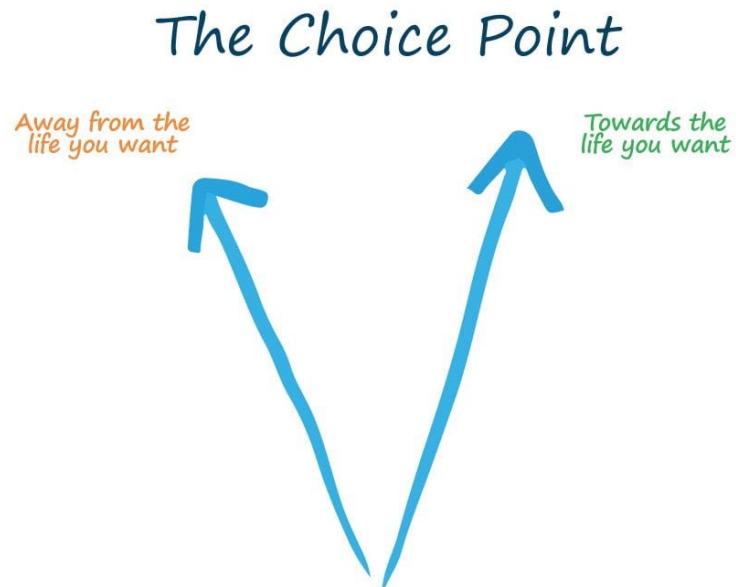 The Choice Point
Away from the
life you want
Towards the
life you want